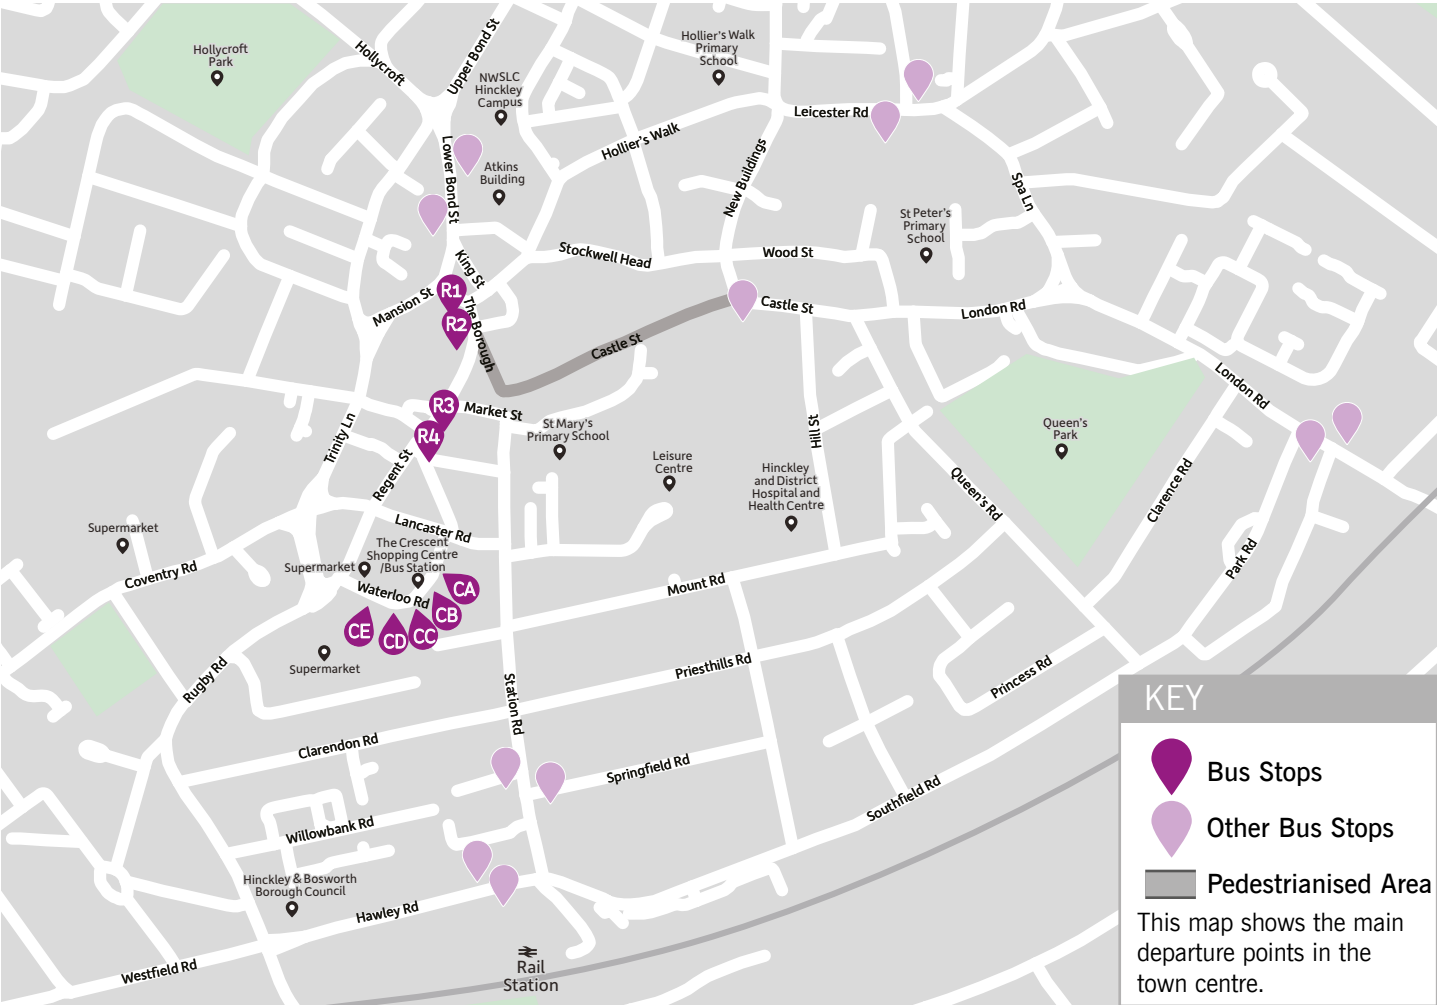 Hollycroft
Park
Hollycroft
Upper Bond St
NWSLC
Hinckley
Campus
Hollier's Walk
Primary
School
Leicester Rd
Lower Bond St
Atkins
Building
Hollier's Walk
New Buildings
Spa Ln
St Peter's
Primary
School
King St
Stockwell Head
Wood St
Mansion St
R1
R2
The Borough
Castle St
Castle St
London Rd
London Rd
R3
R4
Market St
Trinity Ln
Regent St
St Mary's
Primary School
Leisure
Centre
Hill St
Hinckley
and District
Hospital and
Health Centre
Queen's
Park
Queen's Rd
Clarence Rd
Park Rd
Supermarket
Coventry Rd
Lancaster Rd
The Crescent
Shopping Centre
/Bus Station
Supermarket
Waterloo Rd
CA
CB
CC
CD
CE
Supermarket
Mount Rd
Rugby Rd
Priesthills Rd
Princess Rd
Station Rd
Clarendon Rd
Springfield Rd
Southfield Rd
Willowbank Rd
Hinckley & Bosworth
Borough Council
Hawley Rd
Westfield Rd
Rail
Station
KEY
Bus Stops
Other Bus Stops
Pedestrianised Area
This map shows the main
departure points in the
town centre.